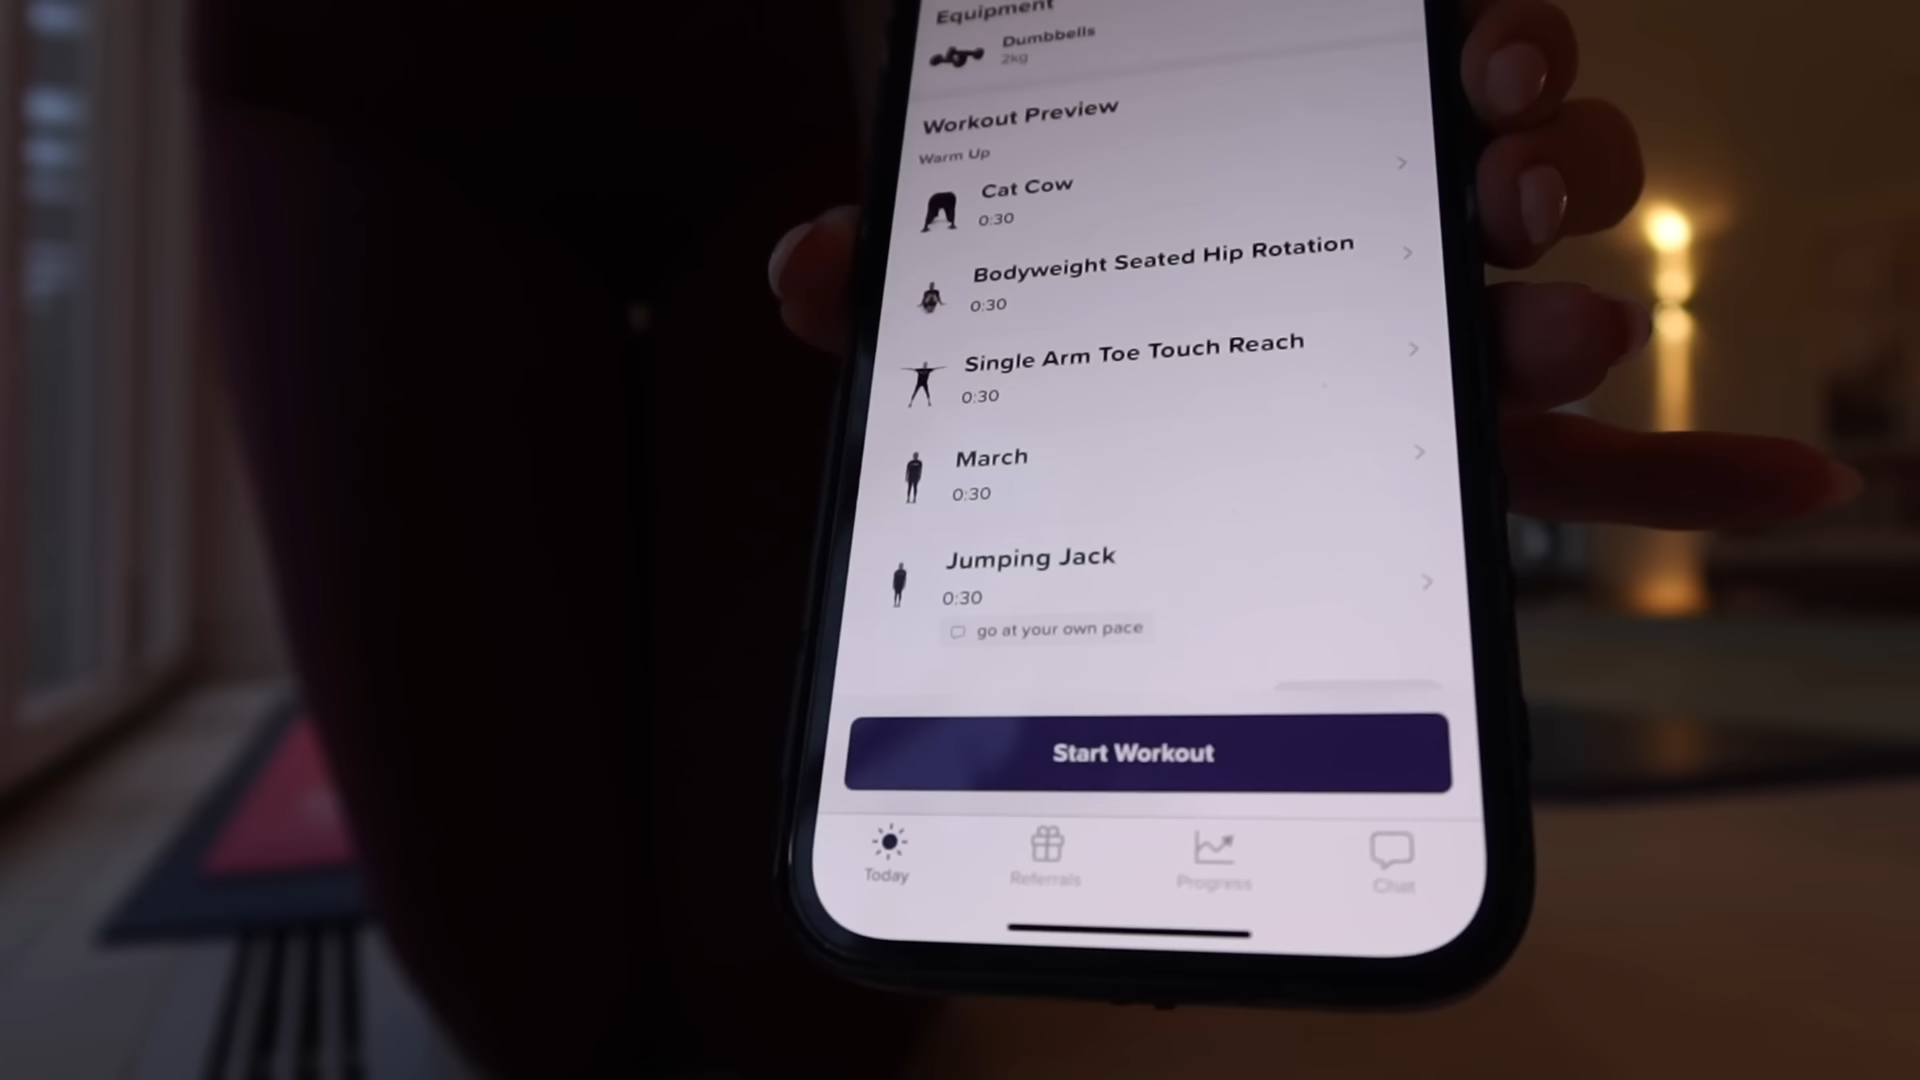 Equipment
Dumbbells
2kg
Workout Preview
Warm Up
Cat Cow
0:30
Bodyweight Seated Hip Rotation
0:30
Single Arm Toe Touch Reach
0:30
March
0:30
Jumping Jack
0:30
go at your own pace
Start Workout
Today
Referrals
Progress
Chat